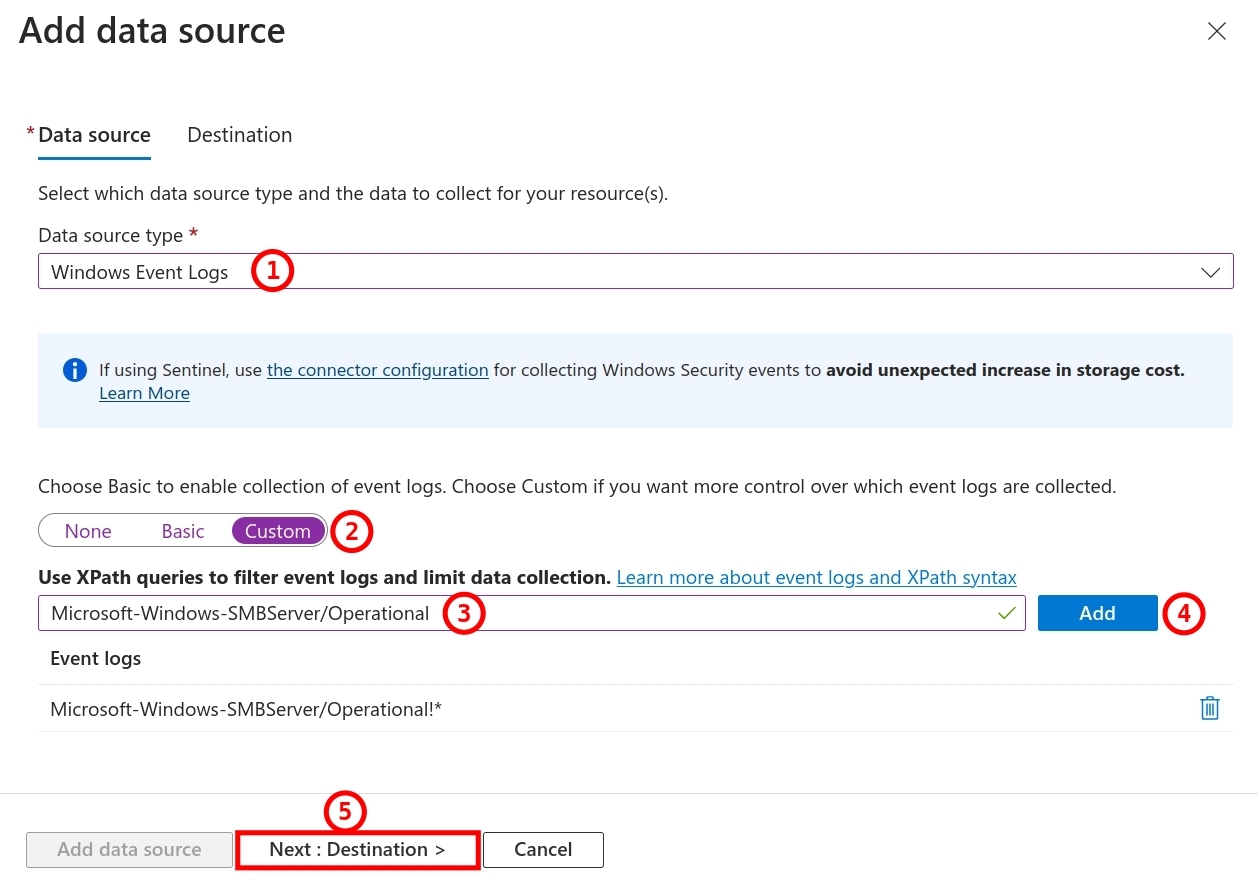 Add data source
* Data source Destination
Select which data source type and the data to collect for your resource(s).
Data source type *
Windows Event Logs 1
If using Sentinel, use the connector configuration for collecting Windows Security events to avoid unexpected increase in storage cost.
Learn More
Choose Basic to enable collection of event logs. Choose Custom if you want more control over which event logs are collected.
None Basic Custom 2
Use XPath queries to filter event logs and limit data collection. Learn more about event logs and XPath syntax
Microsoft-Windows-SMBServer/Operational 3 Add 4
Event logs
Microsoft-Windows-SMBServer/Operational!*
5
Add data source Next : Destination > Cancel